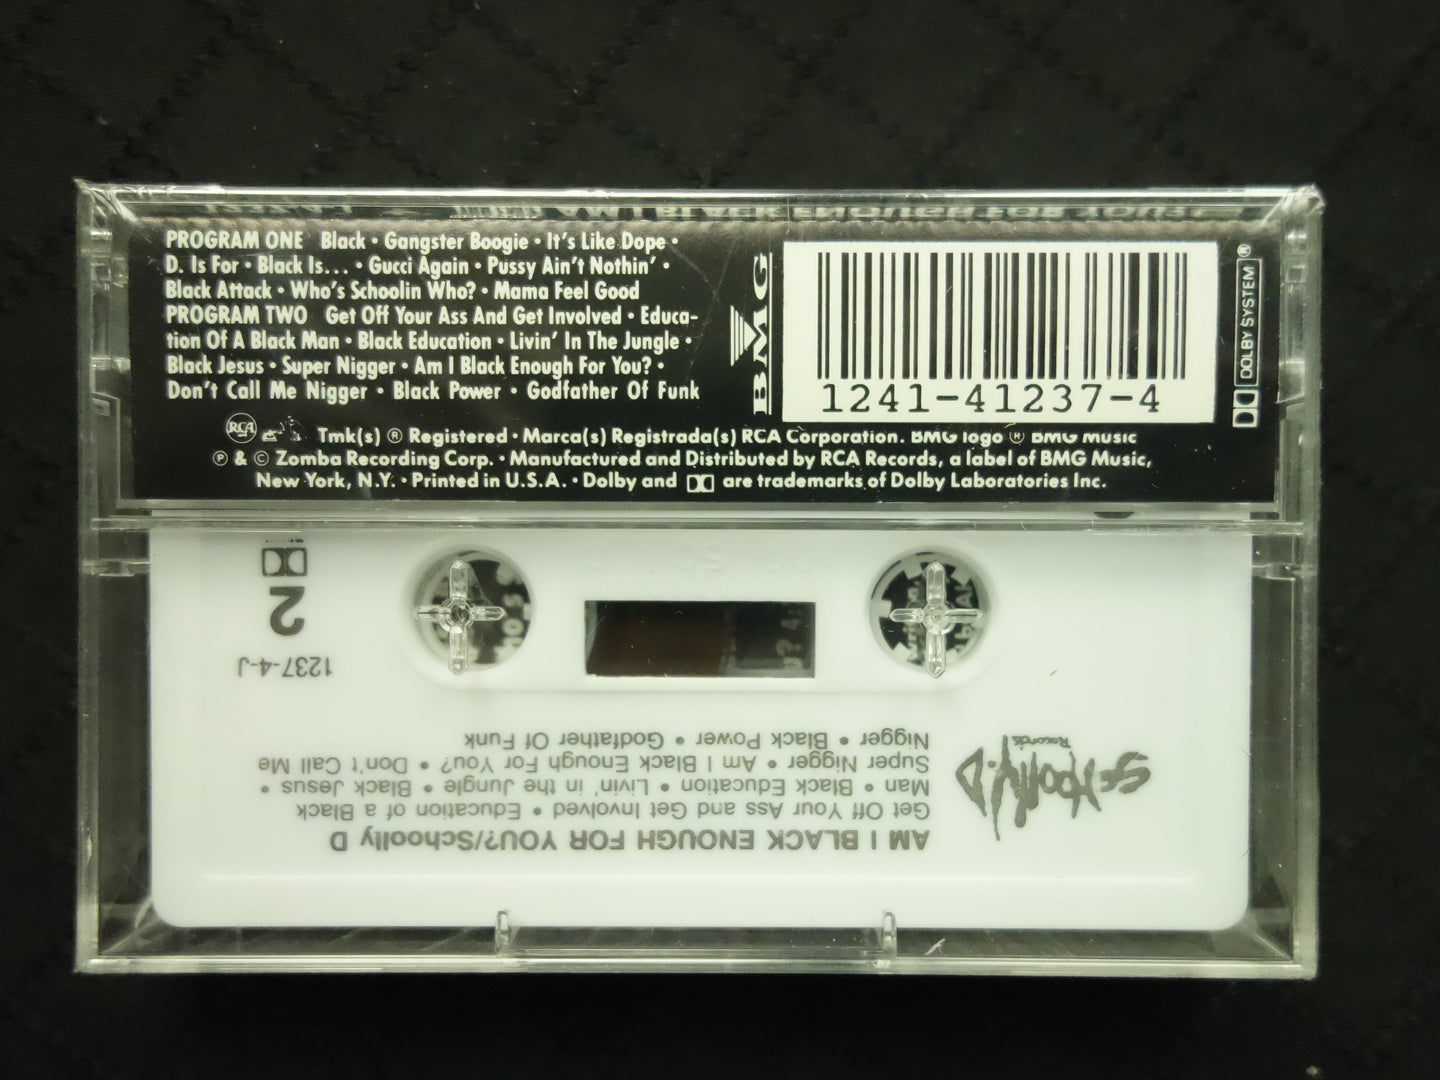 AM I BLACK ENOUGH FOR YOU?
PROGRAM ONE Black • Gangster Boogie • It's Like Dope •
D. Is For • Black Is... • Gucci Again • Pussy Ain't Nothin' •
Black Attack • Who's Schoolin Who? • Mama Feel Good
PROGRAM TWO Get Off Your Ass And Get Involved • Educa-
tion Of A Black Man • Black Education • Livin' In The Jungle •
Black Jesus • Super Nigger • Am I Black Enough For You? •
Don't Call Me Nigger • Black Power • Godfather Of Funk
BMG
1241-41237-4
DOLBY SYSTEM®
RCA Tmk(s) ® Registered • Marca(s) Registrada(s) RCA Corporation. BMG logo ® BMG Music
℗ & © Zomba Recording Corp. • Manufactured and Distributed by RCA Records, a label of BMG Music,
New York, N.Y. • Printed in U.S.A. • Dolby and are trademarks of Dolby Laboratories Inc.
AM I BLACK ENOUGH FOR YOU?/Schoolly D
Get Off Your Ass and Get Involved • Education of a Black
Man • Black Education • Livin' in the Jungle • Black Jesus •
Super Nigger • Am I Black Enough For You? • Don't Call Me
Nigger • Black Power • Godfather Of Funk
Schoolly.D
Records
1237-4-J
2